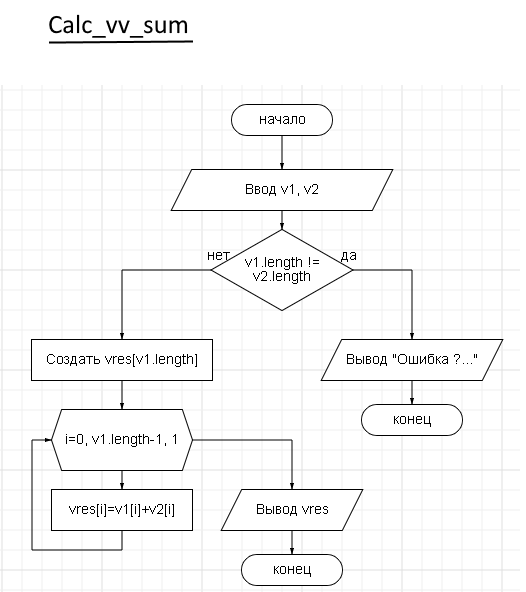 Calc_vv_sum
начало
Ввод v1, v2
нет
да
v1.length !=
v2.length
Создать vres[v1.length]
Вывод "Ошибка ?..."
конец
i=0, v1.length-1, 1
vres[i]=v1[i]+v2[i]
Вывод vres
конец